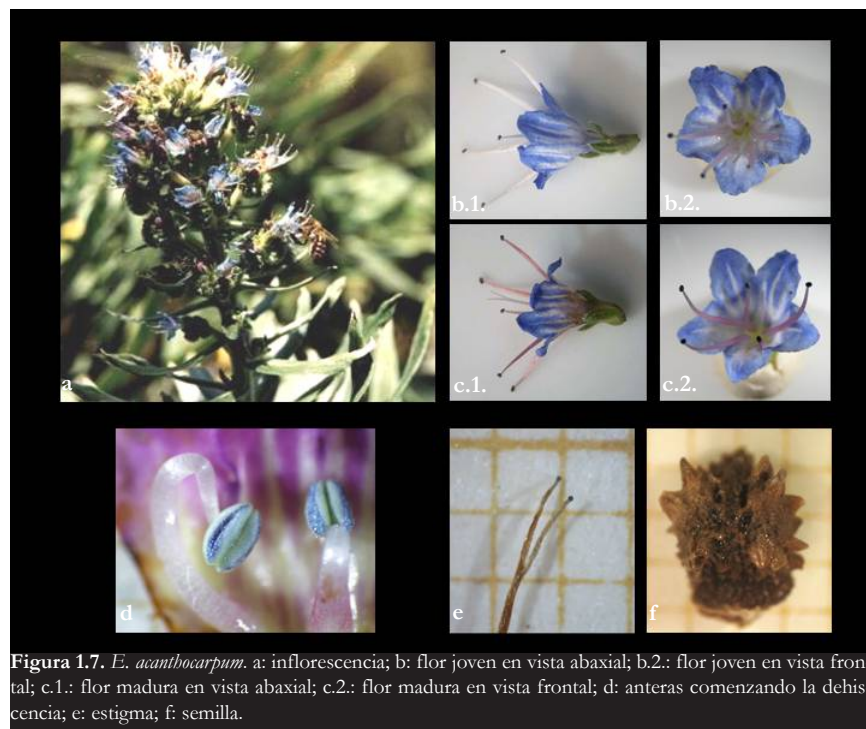 a
b.1.
b.2.
c.1.
c.2.
d
e
f
Figura 1.7. E. acanthocarpum. a: inflorescencia; b: flor joven en vista abaxial; b.2.: flor joven en vista fron
tal; c.1.: flor madura en vista abaxial; c.2.: flor madura en vista frontal; d: anteras comenzando la dehis
cencia; e: estigma; f: semilla.